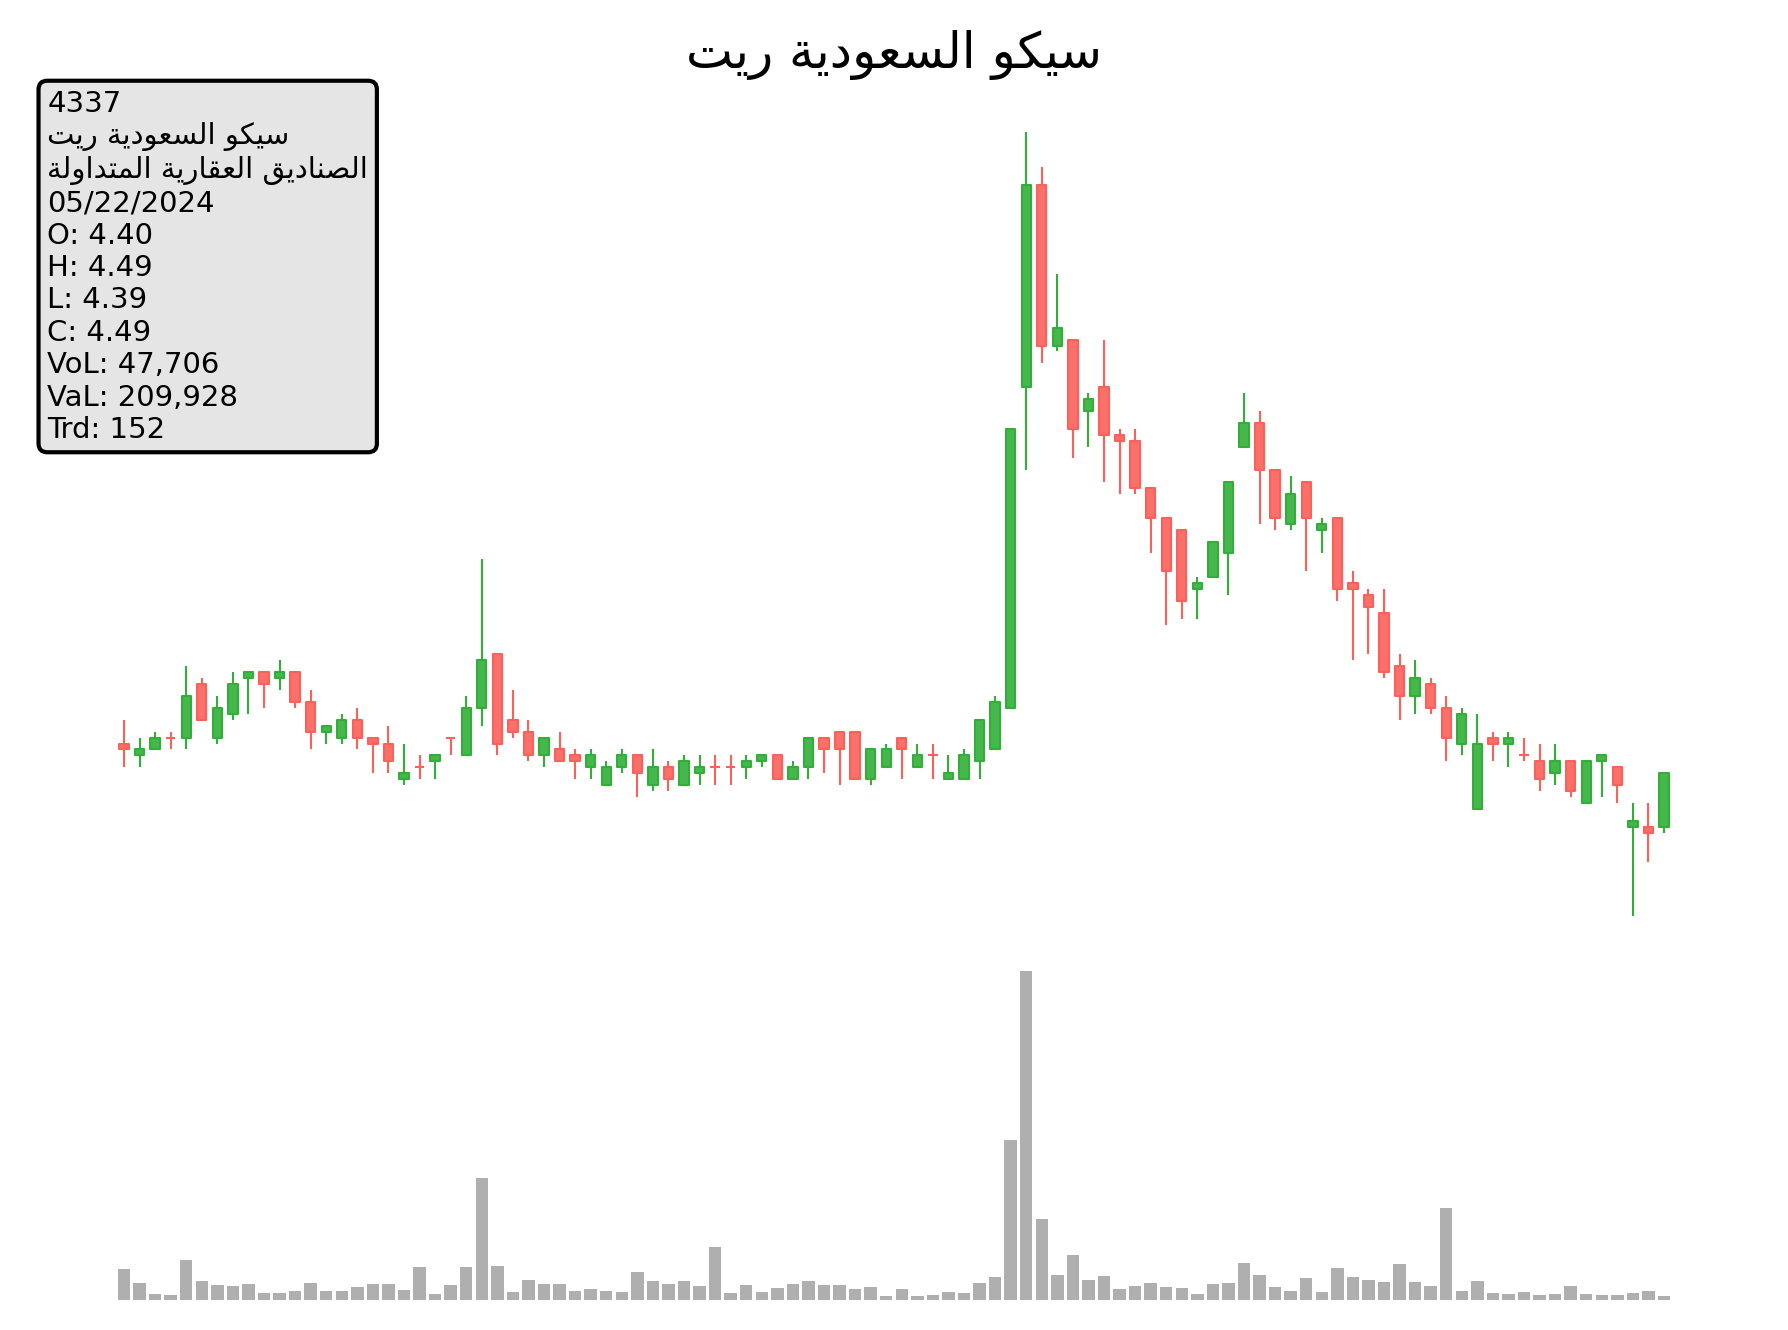 سيكو السعودية ريت
4337
سيكو السعودية ريت
الصناديق العقارية المتداولة
05/22/2024
O: 4.40
H: 4.49
L: 4.39
C: 4.49
VoL: 47,706
VaL: 209,928
Trd: 152